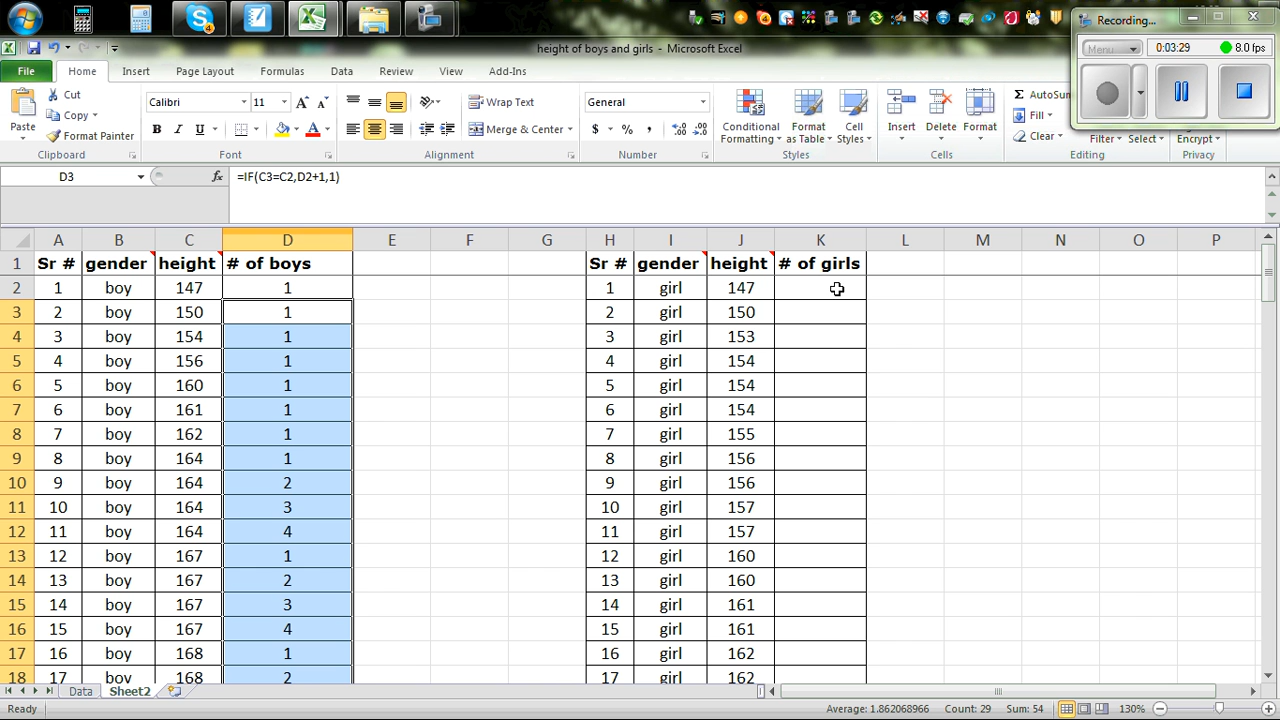 Recording...
Menu
00:03:29
8.0 fps
4
height of boys and girls - Microsoft Excel
File Home Insert Page Layout Formulas Data Review View Add-Ins
Paste
Cut
Copy
Format Painter
Clipboard
Calibri 11
B I U
Font
Wrap Text
Merge & Center
Alignment
General
$ % ,
Number
Conditional Formatting
Format as Table
Cell Styles
Styles
Insert Delete Format
Cells
AutoSum
Fill
Clear
Filter
Editing
Encrypt
Privacy
D3 fx =IF(C3=C2,D2+1,1)
A B C D E F G H I J K L M N O P
1 Sr # gender height # of boys Sr # gender height # of girls
2 1 boy 147 1 1 girl 147
3 2 boy 150 1 2 girl 150
4 3 boy 154 1 3 girl 153
5 4 boy 156 1 4 girl 154
6 5 boy 160 1 5 girl 154
7 6 boy 161 1 6 girl 154
8 7 boy 162 1 7 girl 155
9 8 boy 164 1 8 girl 156
10 9 boy 164 2 9 girl 156
11 10 boy 164 3 10 girl 157
12 11 boy 164 4 11 girl 157
13 12 boy 167 1 12 girl 160
14 13 boy 167 2 13 girl 160
15 14 boy 167 3 14 girl 161
16 15 boy 167 4 15 girl 161
17 16 boy 168 1 16 girl 162
18 17 boy 168 2 17 girl 162
Data Sheet2
Ready
Average: 1.862068966 Count: 29 Sum: 54 130%